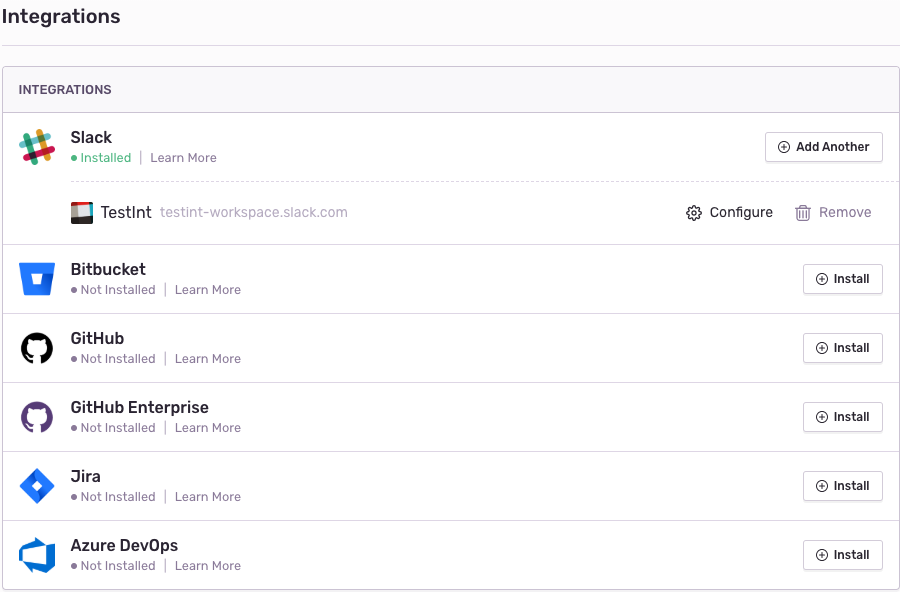 Integrations
INTEGRATIONS
Slack
Installed | Learn More
Add Another
TestInt testint-workspace.slack.com
Configure
Remove
Bitbucket
Not Installed | Learn More
Install
GitHub
Not Installed | Learn More
Install
GitHub Enterprise
Not Installed | Learn More
Install
Jira
Not Installed | Learn More
Install
Azure DevOps
Not Installed | Learn More
Install